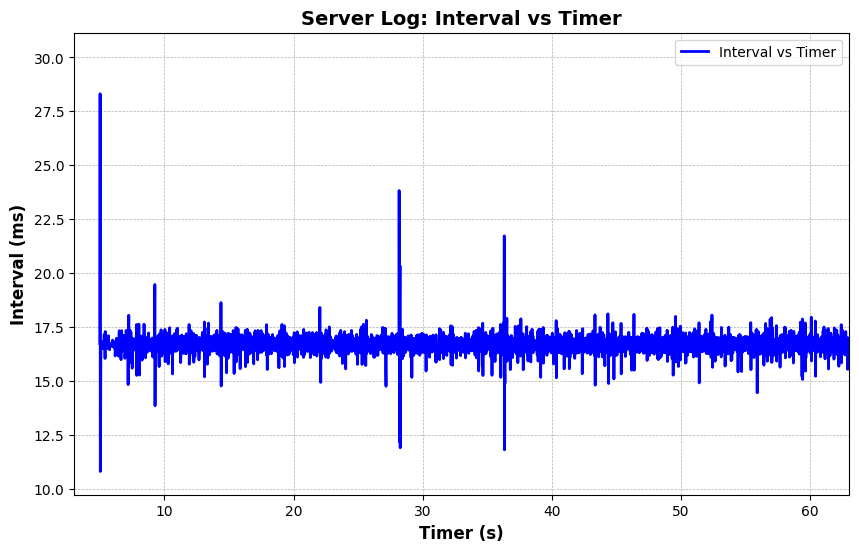 Server Log: Interval vs Timer
Interval vs Timer
30.0
27.5
25.0
22.5
20.0
17.5
15.0
12.5
10.0
Interval (ms)
10 20 30 40 50 60
Timer (s)